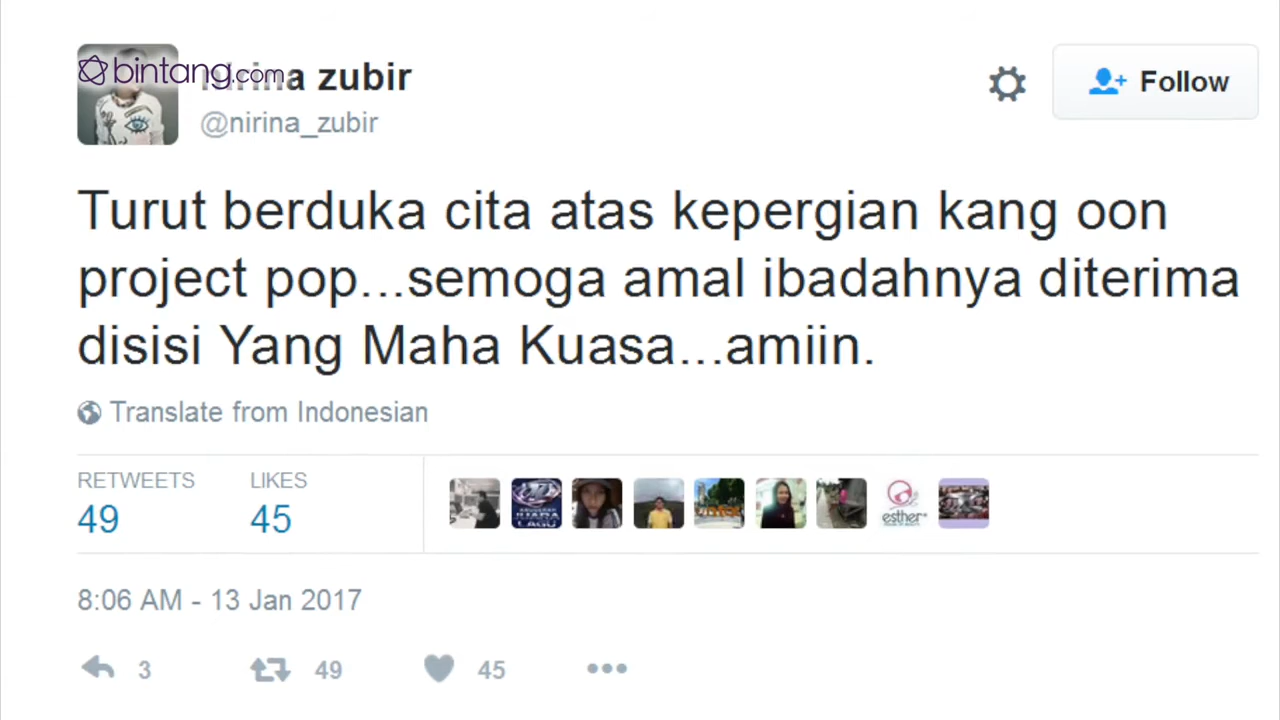 bintang.com
nirina zubir
@nirina_zubir
Follow
Turut berduka cita atas kepergian kang oon
project pop...semoga amal ibadahnya diterima
disisi Yang Maha Kuasa...amiin.
Translate from Indonesian
RETWEETS LIKES
49 45
esther
8:06 AM - 13 Jan 2017
3 49 45